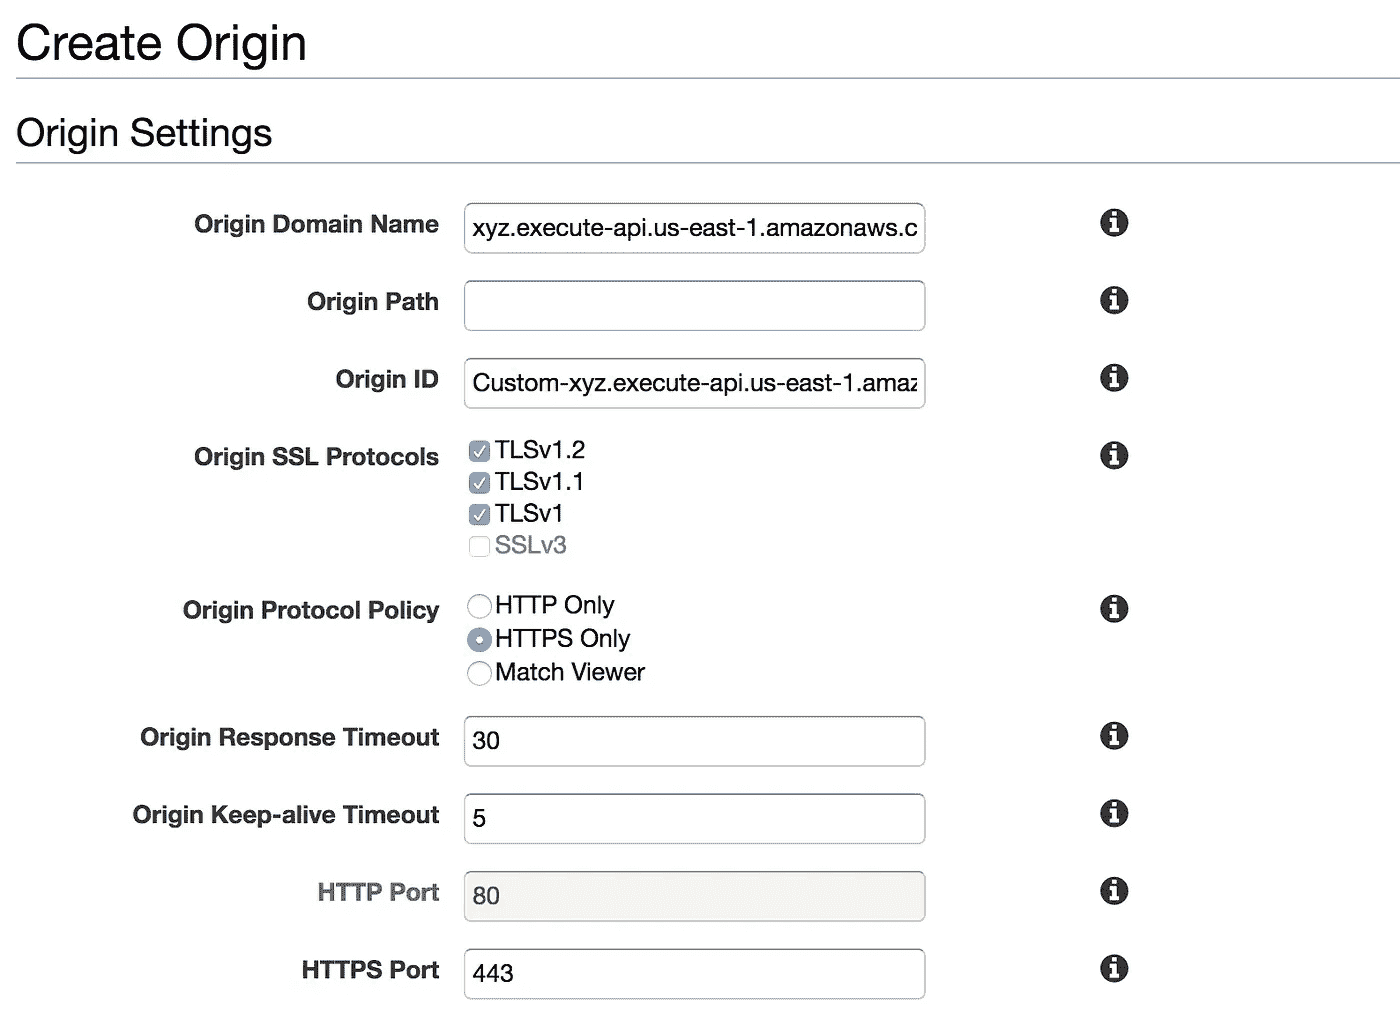 Create Origin
Origin Settings
Origin Domain Name xyz.execute-api.us-east-1.amazonaws.c
Origin Path
Origin ID Custom-xyz.execute-api.us-east-1.amaz
Origin SSL Protocols TLSv1.2
TLSv1.1
TLSv1
SSLv3
Origin Protocol Policy HTTP Only
HTTPS Only
Match Viewer
Origin Response Timeout 30
Origin Keep-alive Timeout 5
HTTP Port 80
HTTPS Port 443